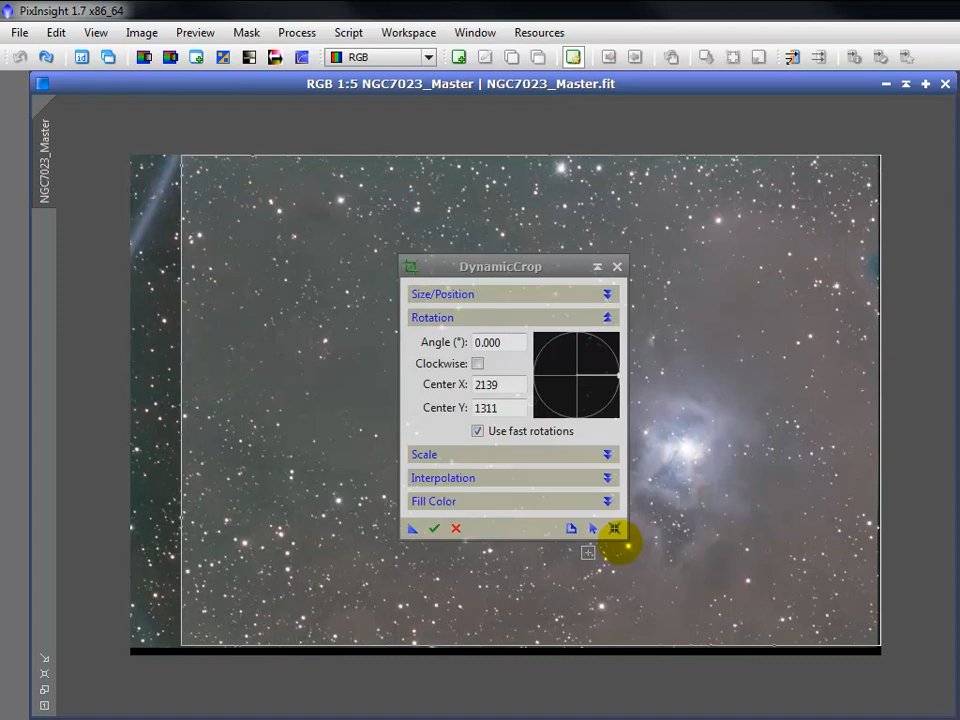 PixInsight 1.7 x86_64
File Edit View Image Preview Mask Process Script Workspace Window Resources
RGB
RGB 1:5 NGC7023_Master | NGC7023_Master.fit
NGC7023_Master
DynamicCrop
Size/Position
Rotation
Angle (°): 0.000
Clockwise:
Center X: 2139
Center Y: 1311
Use fast rotations
Scale
Interpolation
Fill Color